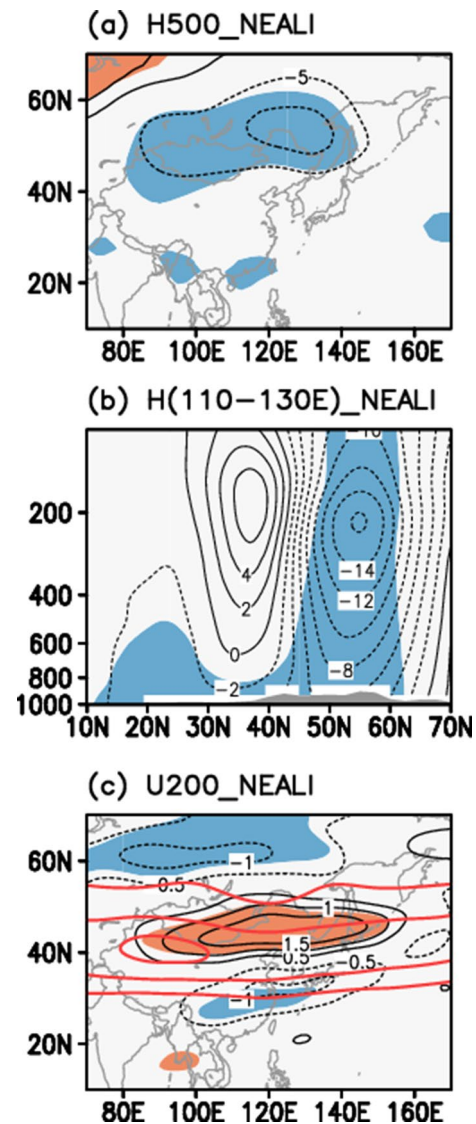 (a) H500_NEALI
60N
-5
40N
20N
80E 100E 120E 140E 160E
(b) H(110-130E)_NEALI
-16
200
4
-14
400
2
-12
600
0
-8
800
-2
1000
10N 20N 30N 40N 50N 60N 70N
(c) U200_NEALI
60N
-1
0.5
1
40N
1.5
0.5
-0.5
-1
20N
80E 100E 120E 140E 160E